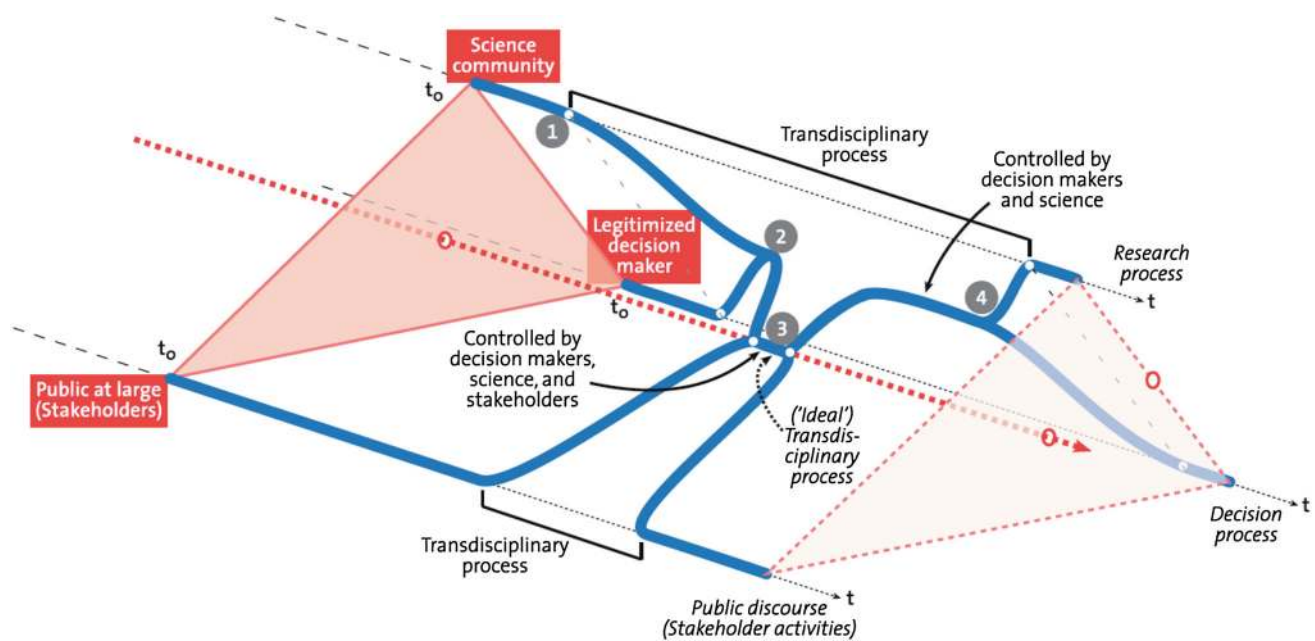 Science
community
t₀
1
Transdisciplinary
process
Controlled by
decision makers
and science
Legitimized
decision
maker
2
t₀
Research
process
t
4
3
t₀
Public at large
(Stakeholders)
Controlled by
decision makers,
science, and
stakeholders
('Ideal')
Transdis-
ciplinary
process
Transdisciplinary
process
t
Decision
process
t
Public discourse
(Stakeholder activities)